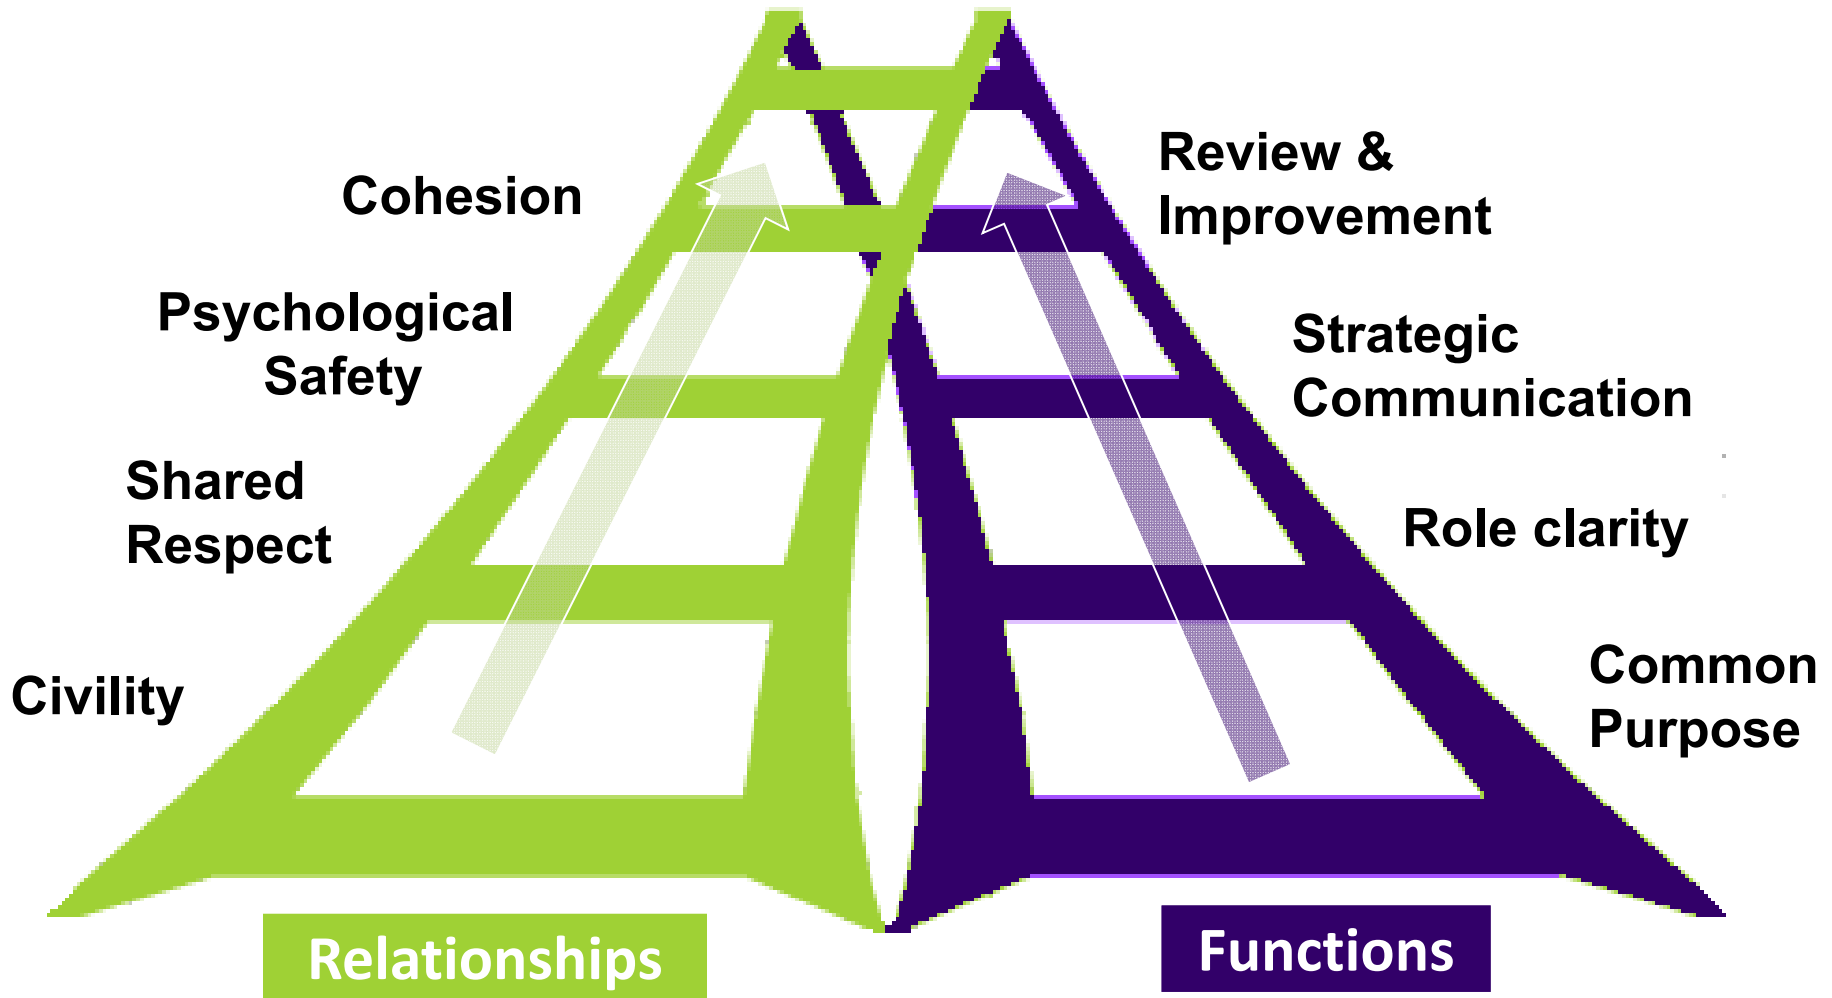 Cohesion
Psychological
Safety
Shared
Respect
Civility
Relationships
Review &
Improvement
Strategic
Communication
Role clarity
Common
Purpose
Functions